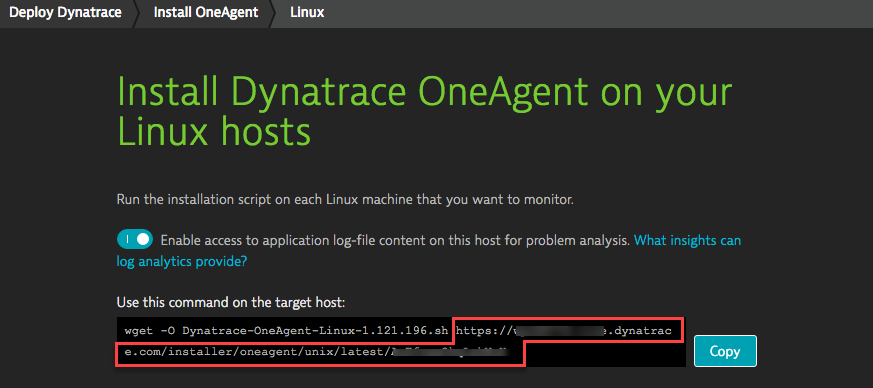 Deploy Dynatrace Install OneAgent Linux
Install Dynatrace OneAgent on your
Linux hosts
Run the installation script on each Linux machine that you want to monitor.
Enable access to application log-file content on this host for problem analysis. What insights can
log analytics provide?
Use this command on the target host:
wget -O Dynatrace-OneAgent-Linux-1.121.196.sh https:// e.dynatrac
e.com/installer/oneagent/unix/latest/
Copy